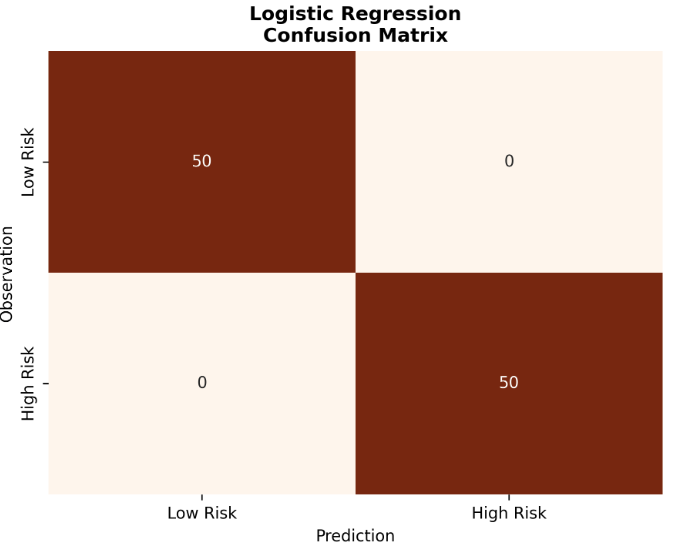 Logistic Regression
Confusion Matrix
Observation
Low Risk
50
0
High Risk
0
50
Low Risk
High Risk
Prediction